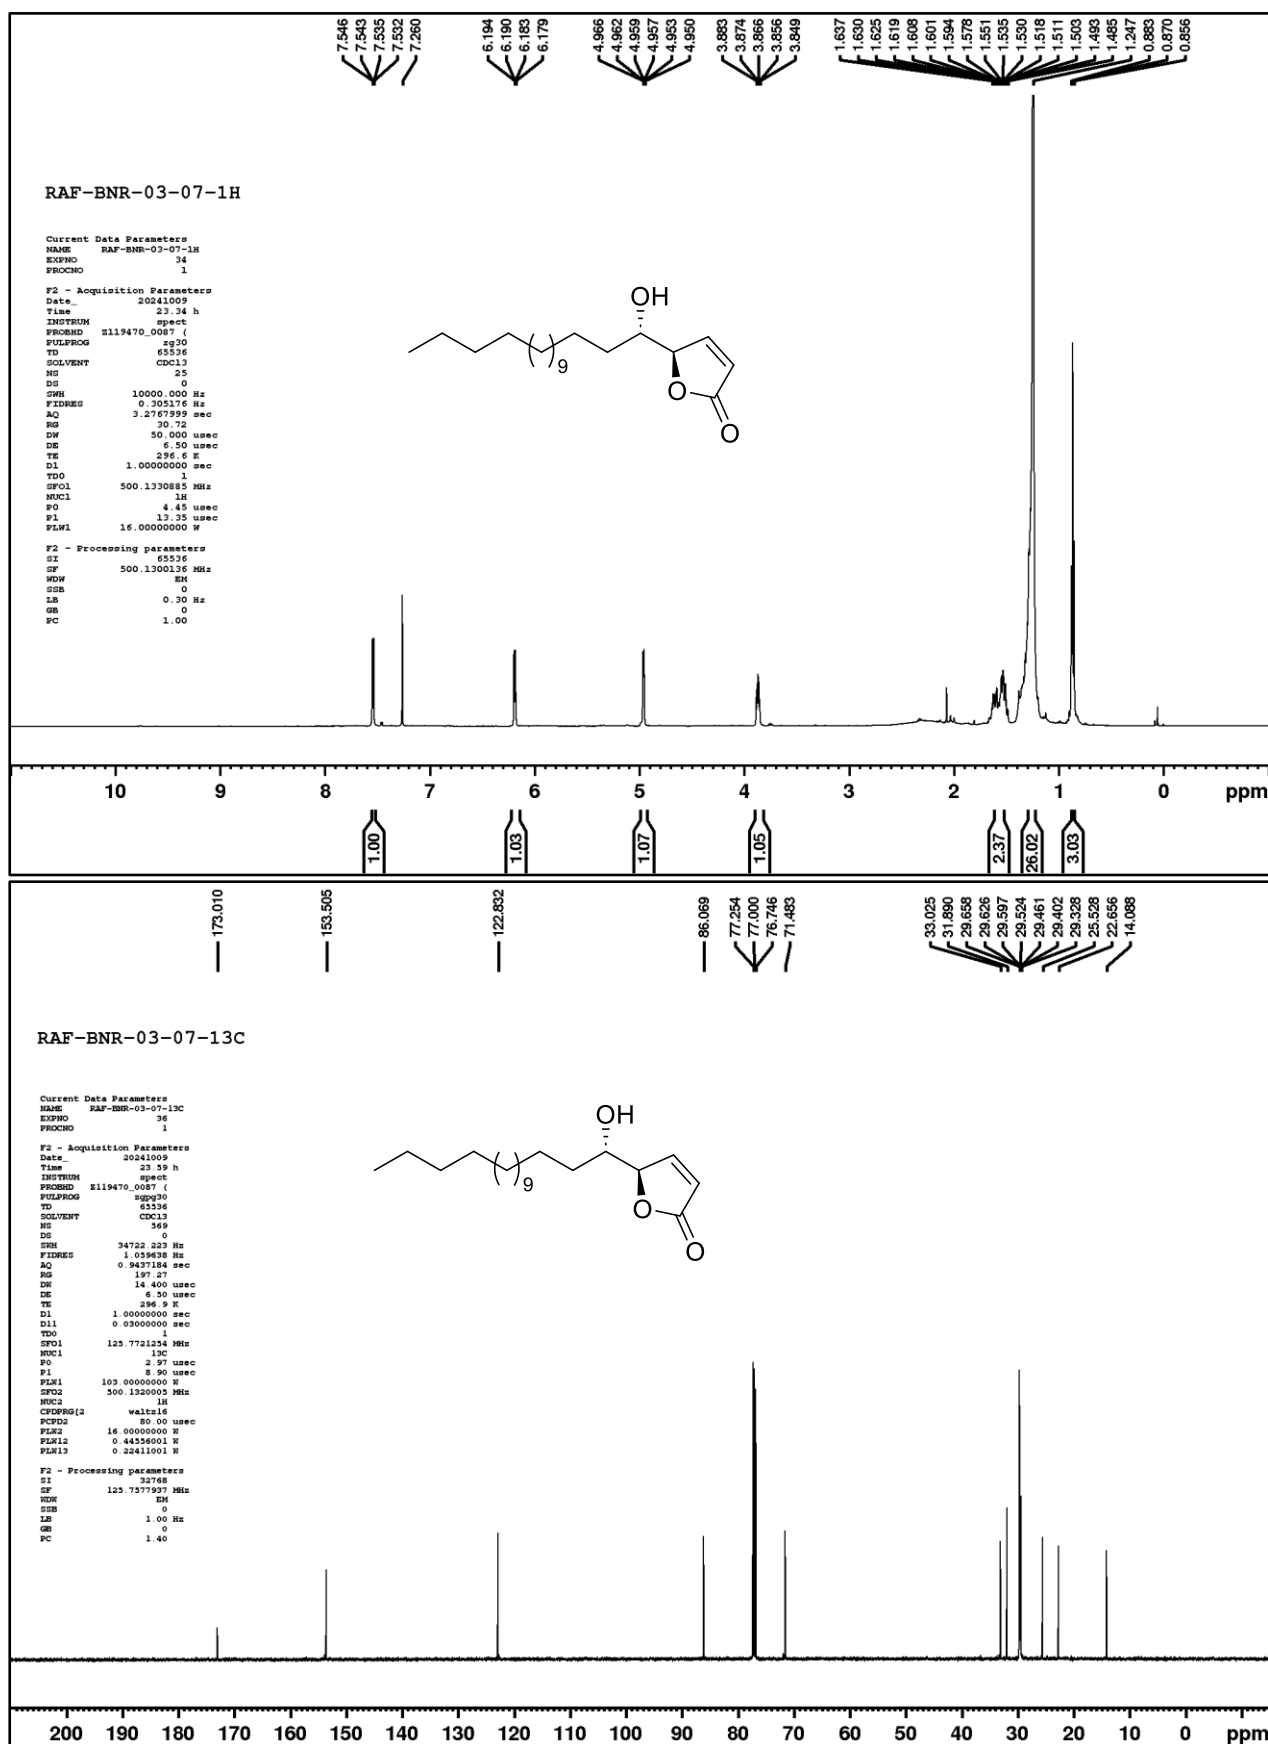 7.546
7.543
7.535
7.532
7.260
6.194
6.190
6.183
6.179
4.966
4.962
4.959
4.957
4.953
4.950
3.883
3.874
3.866
3.856
3.849
1.637
1.630
1.625
1.619
1.608
1.601
1.594
1.578
1.551
1.535
1.530
1.518
1.511
1.503
1.493
1.485
1.247
0.883
0.870
0.856
RAF-BNR-03-07-1H
Current Data Parameters
NAME RAF-BNR-03-07-1H
EXPNO 34
PROCNO 1
F2 - Acquisition Parameters
Date_ 20241009
Time 23.34 h
INSTRUM spect
PROBHD Z119470_0087 (
PULPROG zg30
TD 65536
SOLVENT CDCl3
NS 25
DS 0
SWH 10000.000 Hz
FIDRES 0.305176 Hz
AQ 3.2767999 sec
RG 30.72
DW 50.000 usec
DE 6.50 usec
TE 296.6 K
D1 1.00000000 sec
TD0 1
SFO1 500.1330885 MHz
NUC1 1H
P0 4.45 usec
P1 13.35 usec
PLW1 16.00000000 W
F2 - Processing parameters
SI 65536
SF 500.1300136 MHz
WDW EM
SSB 0
LB 0.30 Hz
GB 0
PC 1.00
OH
9
O
O
10 9 8 7 6 5 4 3 2 1 0 ppm
1.00
1.03
1.07
1.05
2.37
26.02
3.03
173.010
153.505
122.832
86.069
77.254
77.000
76.746
71.483
33.025
31.890
29.658
29.626
29.597
29.524
29.461
29.402
29.328
25.528
22.656
14.088
RAF-BNR-03-07-13C
Current Data Parameters
NAME RAF-BNR-03-07-13C
EXPNO 36
PROCNO 1
F2 - Acquisition Parameters
Date_ 20241009
Time 23.59 h
INSTRUM spect
PROBHD Z119470_0087 (
PULPROG zgpg30
TD 65536
SOLVENT CDCl3
NS 569
DS 0
SWH 34722.223 Hz
FIDRES 1.059638 Hz
AQ 0.9437184 sec
RG 197.27
DW 14.400 usec
DE 6.50 usec
TE 296.9 K
D1 1.00000000 sec
D11 0.03000000 sec
TD0 1
SFO1 125.7721254 MHz
NUC1 13C
P0 2.97 usec
P1 8.90 usec
PLW1 103.00000000 W
SFO2 500.1320005 MHz
NUC2 1H
CPDPRG[2 waltz16
PCPD2 80.00 usec
PLW2 16.00000000 W
PLW12 0.44556001 W
PLW13 0.22411001 W
F2 - Processing parameters
SI 32768
SF 125.7577937 MHz
WDW EM
SSB 0
LB 1.00 Hz
GB 0
PC 1.40
OH
9
O
O
200 190 180 170 160 150 140 130 120 110 100 90 80 70 60 50 40 30 20 10 0 ppm